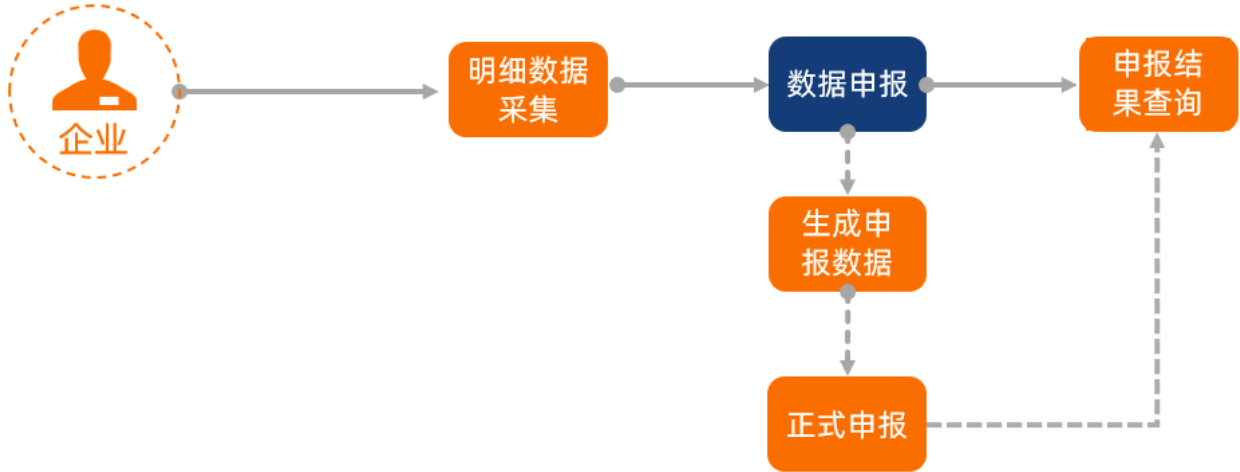 企业
明细数据
采集
数据申报
申报结
果查询
生成申
报数据
正式申报